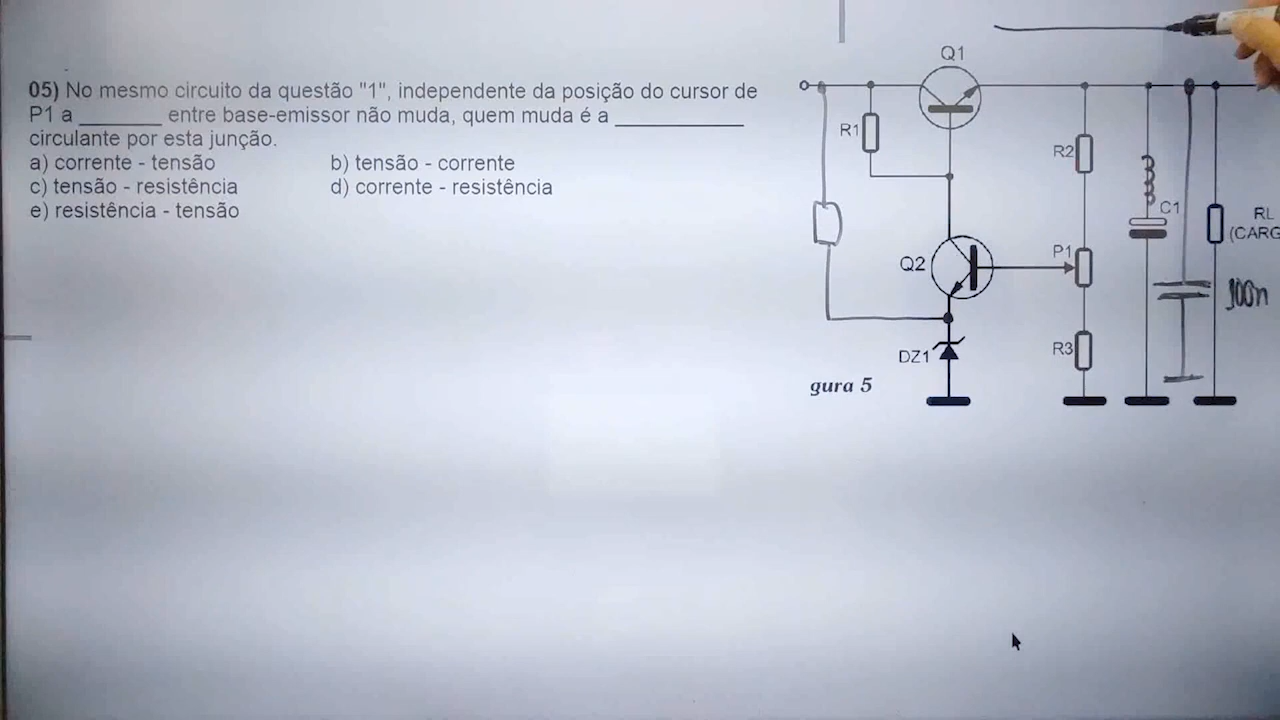 05) No mesmo circuito da questão "1", independente da posição do cursor de
P1 a ________ entre base-emissor não muda, quem muda é a ____________
circulante por esta junção.
a) corrente - tensão
b) tensão - corrente
c) tensão - resistência
d) corrente - resistência
e) resistência - tensão
Q1
R1
R2
C1
RL
(CARG
Q2
P1
100n
DZ1
R3
gura 5